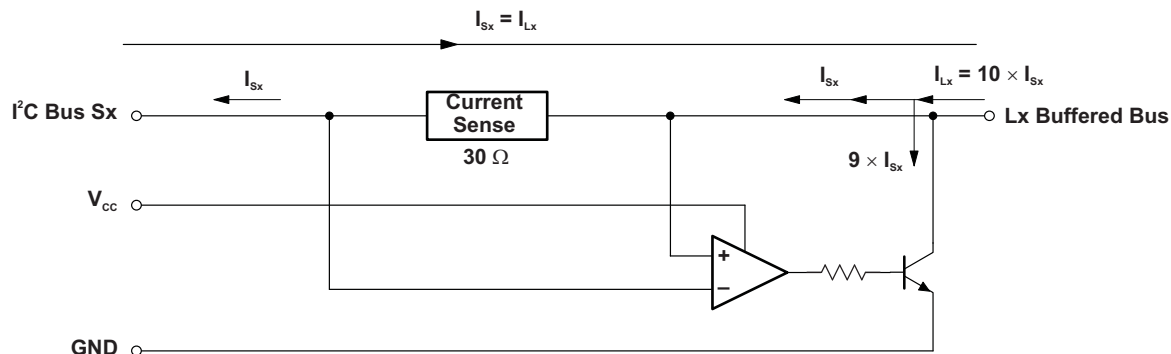 I_Sx = I_Lx
I_Sx
I_Sx
I_Lx = 10 × I_Sx
I²C Bus Sx
Current
Sense
Lx Buffered Bus
30 Ω
9 × I_Sx
V_CC
+
−
GND